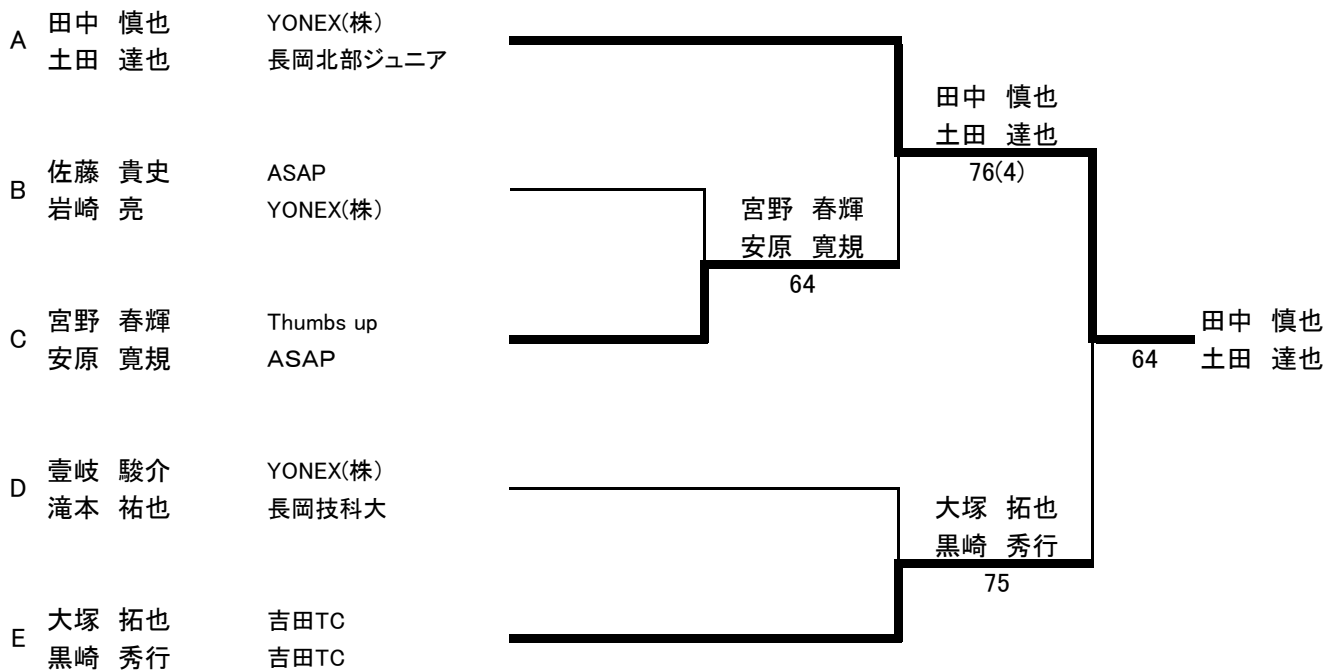 A 田中 慎也 YONEX(株)
土田 達也 長岡北部ジュニア
田中 慎也
土田 達也
76(4)
B 佐藤 貴史 ASAP
岩崎 亮 YONEX(株)
宮野 春輝
安原 寛規
64
C 宮野 春輝 Thumbs up
安原 寛規 ASAP
田中 慎也
64 土田 達也
D 壹岐 駿介 YONEX(株)
滝本 祐也 長岡技科大
大塚 拓也
黒崎 秀行
75
E 大塚 拓也 吉田TC
黒崎 秀行 吉田TC